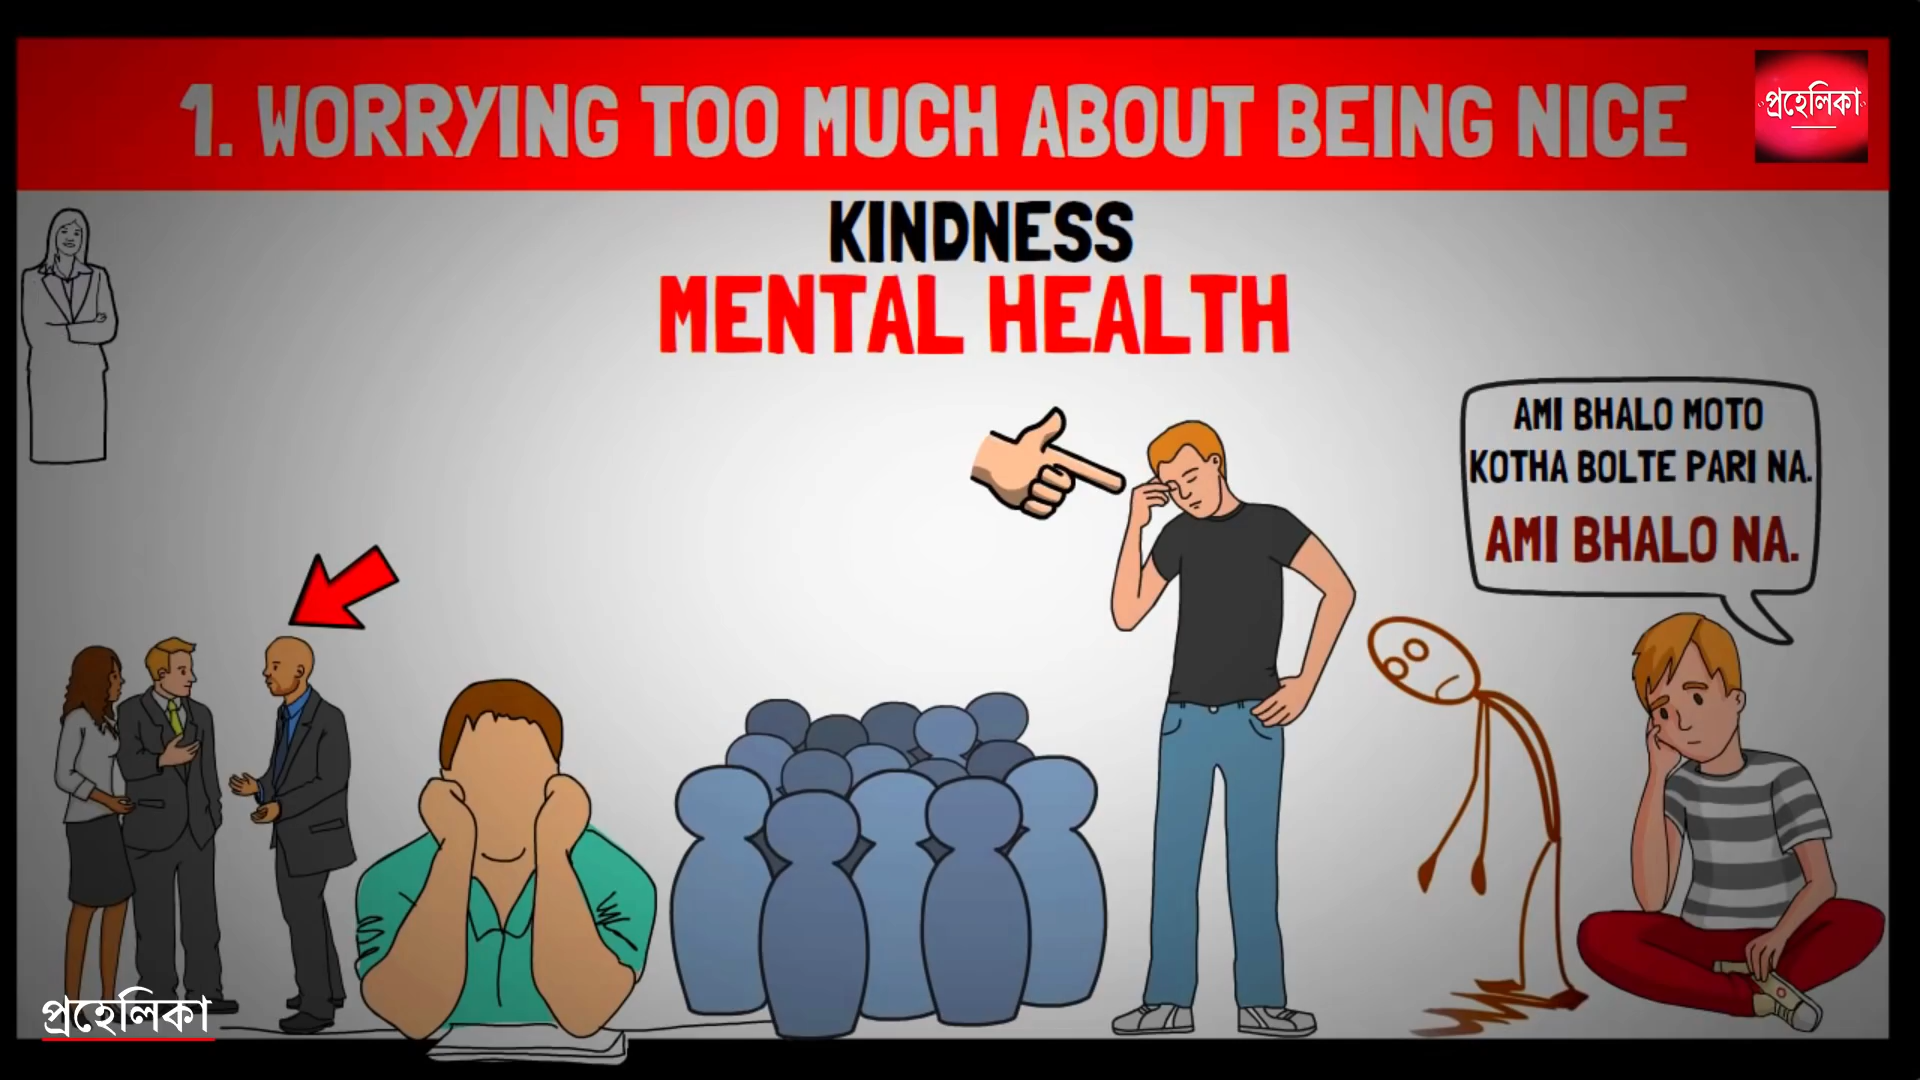 1. WORRYING TOO MUCH ABOUT BEING NICE
প্রহেলিকা
KINDNESS
MENTAL HEALTH
AMI BHALO MOTO
KOTHA BOLTE PARI NA.
AMI BHALO NA.
প্রহেলিকা